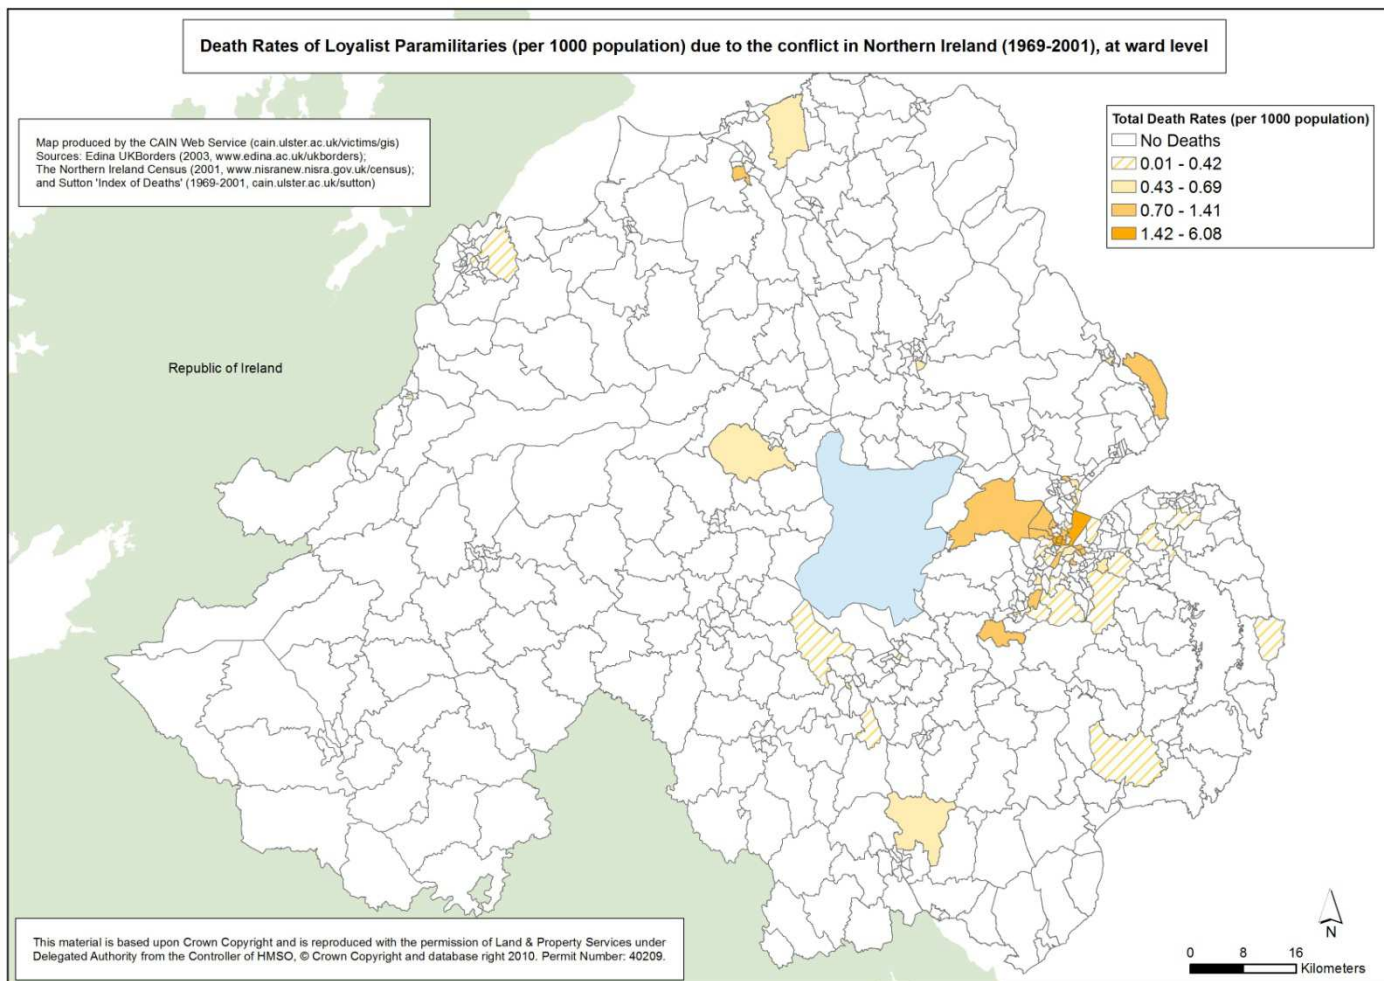 Death Rates of Loyalist Paramilitaries (per 1000 population) due to the conflict in Northern Ireland (1969-2001), at ward level
Map produced by the CAIN Web Service (cain.ulster.ac.uk/victims/gis)
Sources: Edina UKBorders (2003, www.edina.ac.uk/ukborders);
The Northern Ireland Census (2001, www.nisranew.nisra.gov.uk/census);
and Sutton 'Index of Deaths' (1969-2001, cain.ulster.ac.uk/sutton)
Total Death Rates (per 1000 population)
No Deaths
0.01 - 0.42
0.43 - 0.69
0.70 - 1.41
1.42 - 6.08
Republic of Ireland
This material is based upon Crown Copyright and is reproduced with the permission of Land & Property Services under
Delegated Authority from the Controller of HMSO, © Crown Copyright and database right 2010. Permit Number: 40209.
N
0 8 16
Kilometers